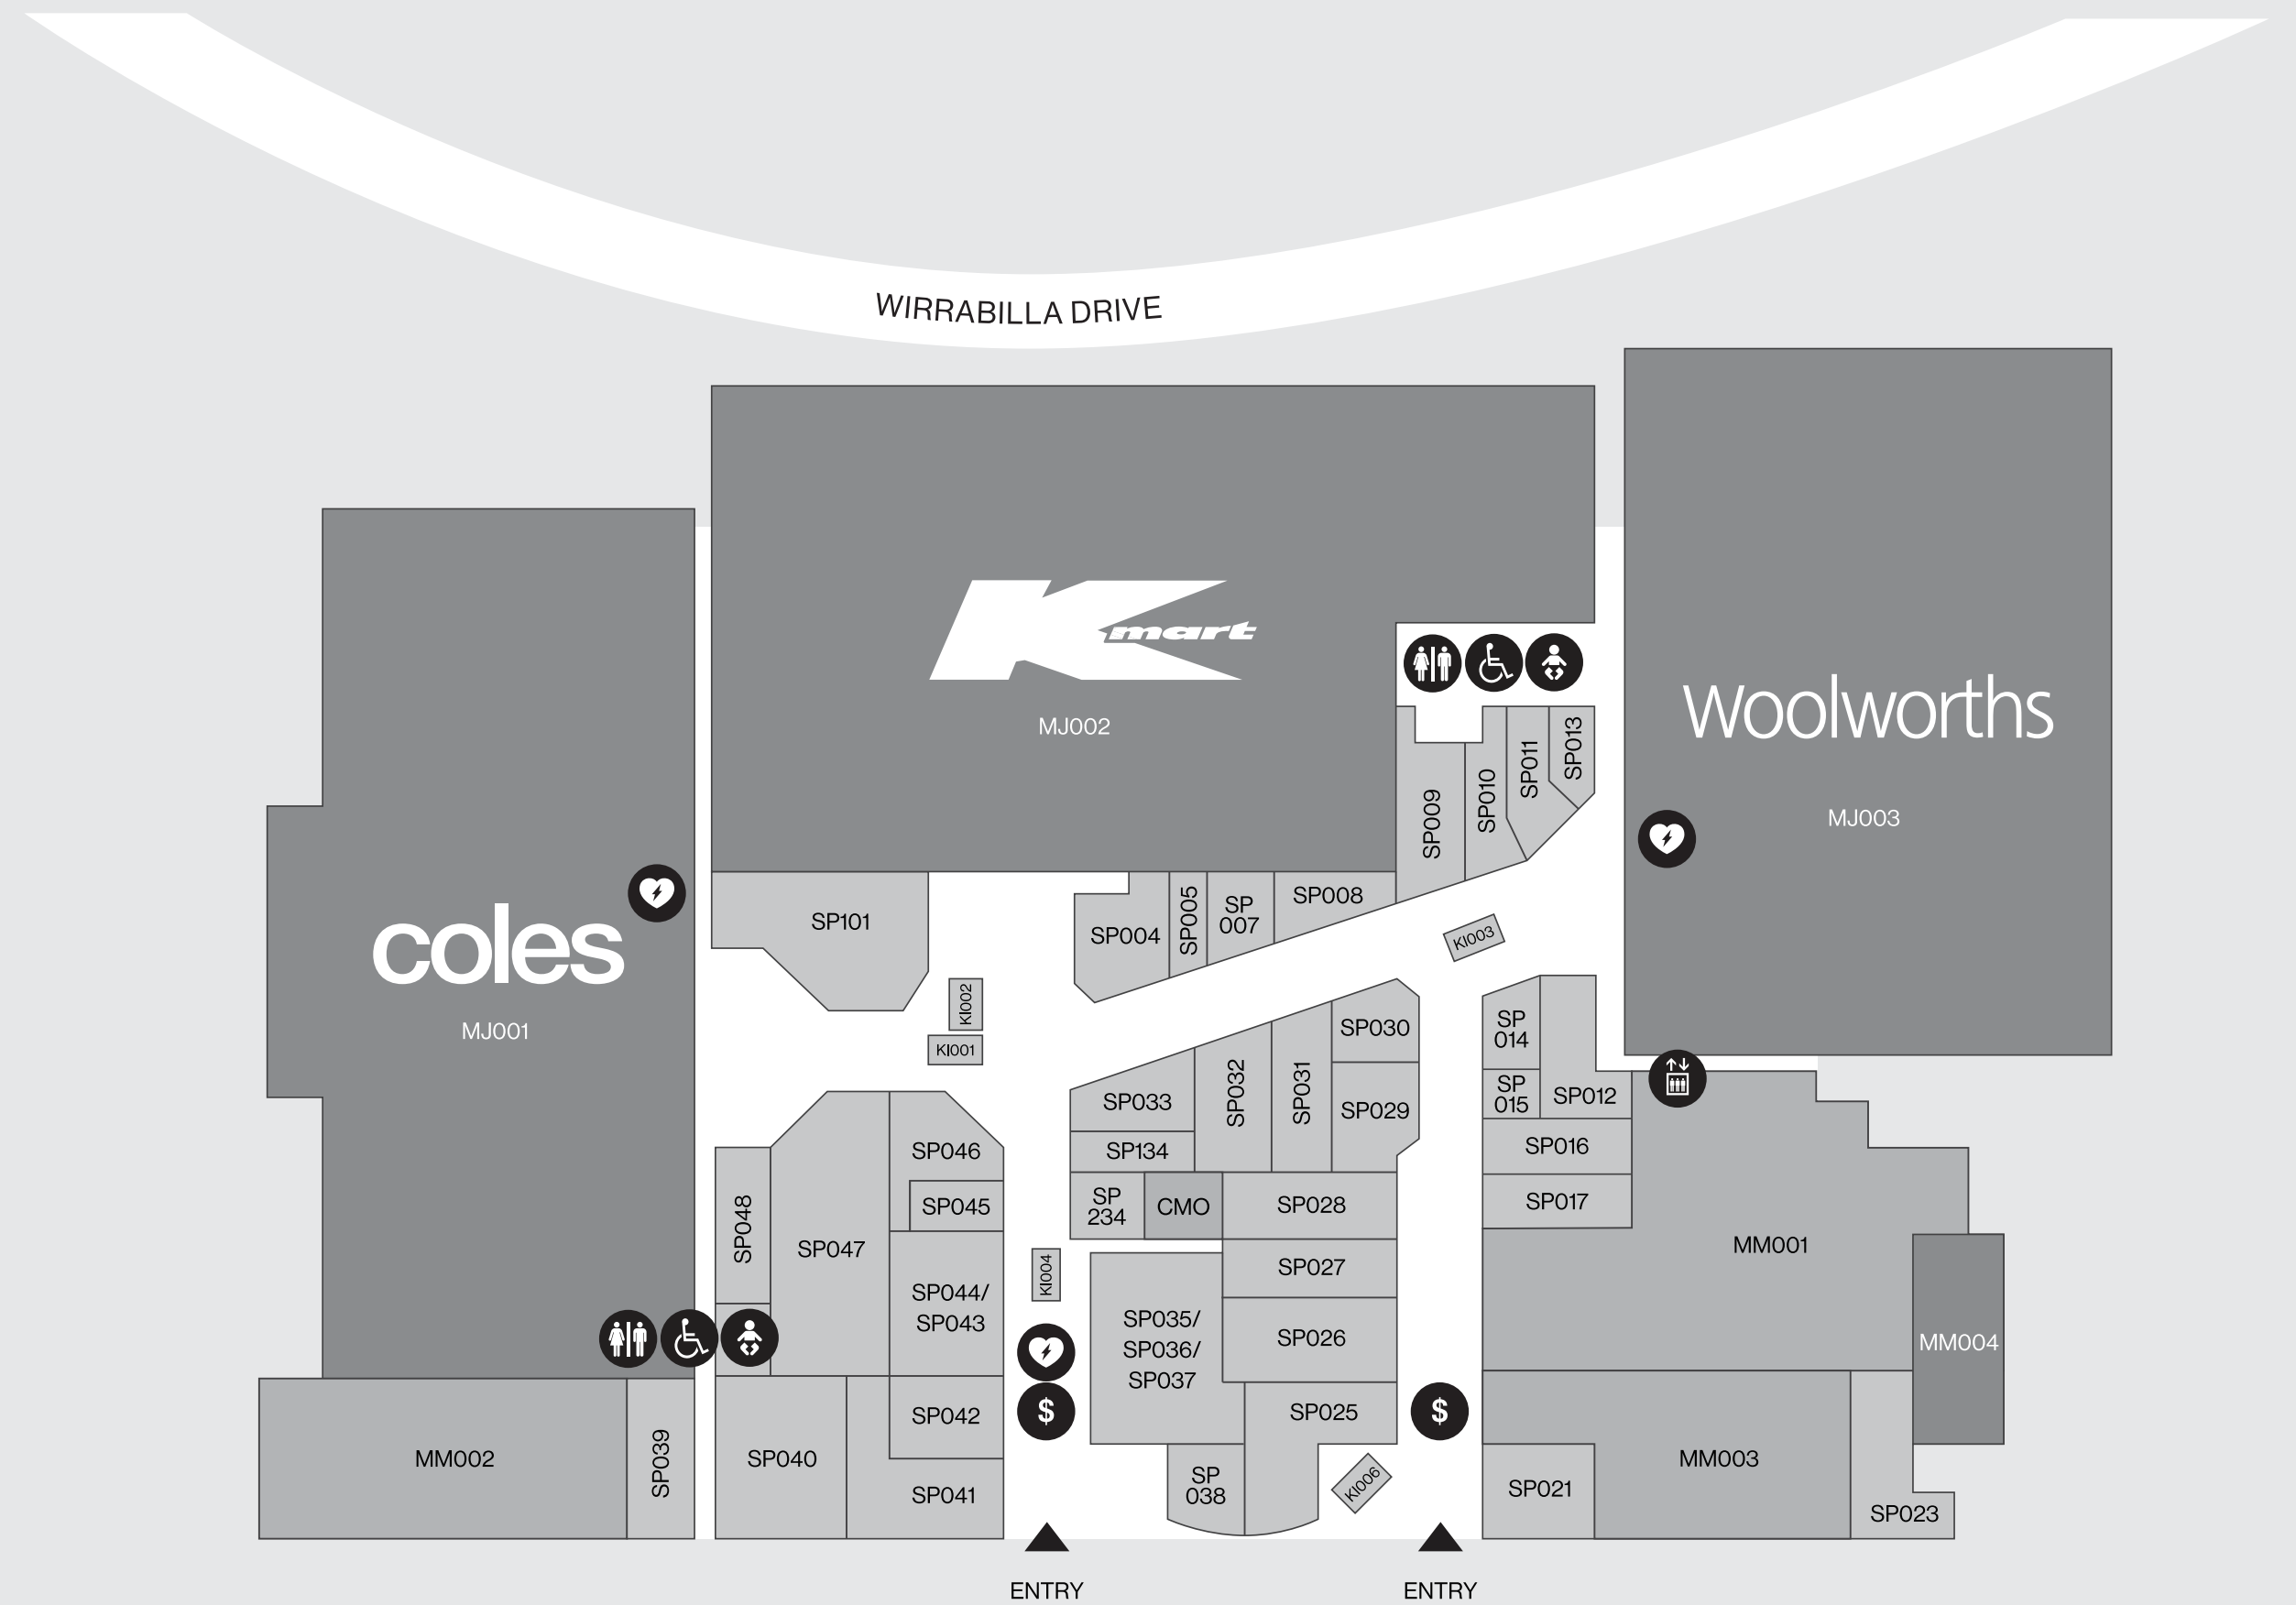 WIRRABILLA DRIVE
Kmart
MJ002
Woolworths
MJ003
coles
MJ001
SP013
SP011
SP010
SP009
SP008
SP
007
SP005
SP004
SP101
KI003
KI002
KI001
SP
014
SP
015
SP012
SP016
SP017
SP030
SP029
SP031
SP032
SP033
SP134
SP
234
CMO
SP028
SP027
SP026
SP025
SP035/
SP036/
SP037
SP
038
KI006
KI004
$
$
SP046
SP045
SP044/
SP043
SP047
SP048
SP042
SP041
SP040
SP039
MM002
MM001
MM004
MM003
SP021
SP023
ENTRY
ENTRY